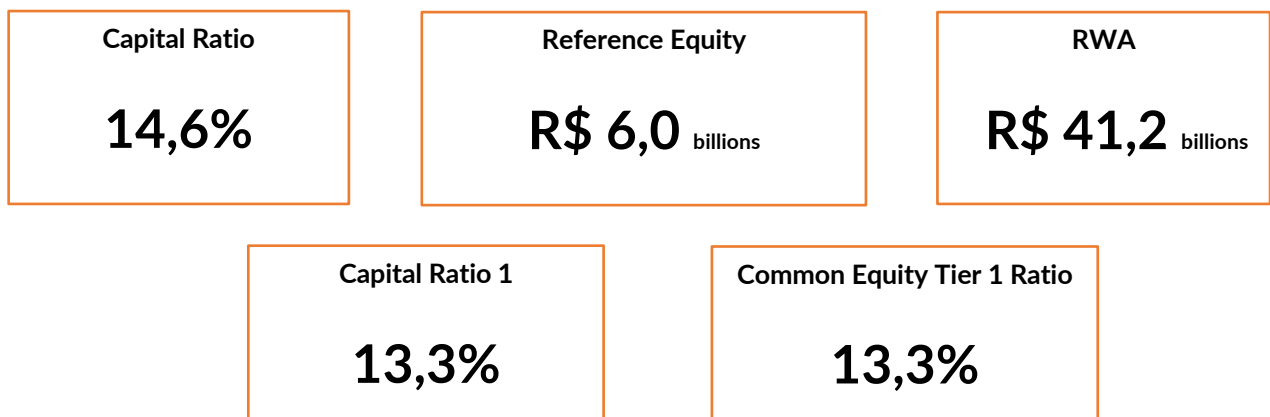 Capital Ratio
14,6%
Reference Equity
R$ 6,0 billions
RWA
R$ 41,2 billions
Capital Ratio 1
13,3%
Common Equity Tier 1 Ratio
13,3%